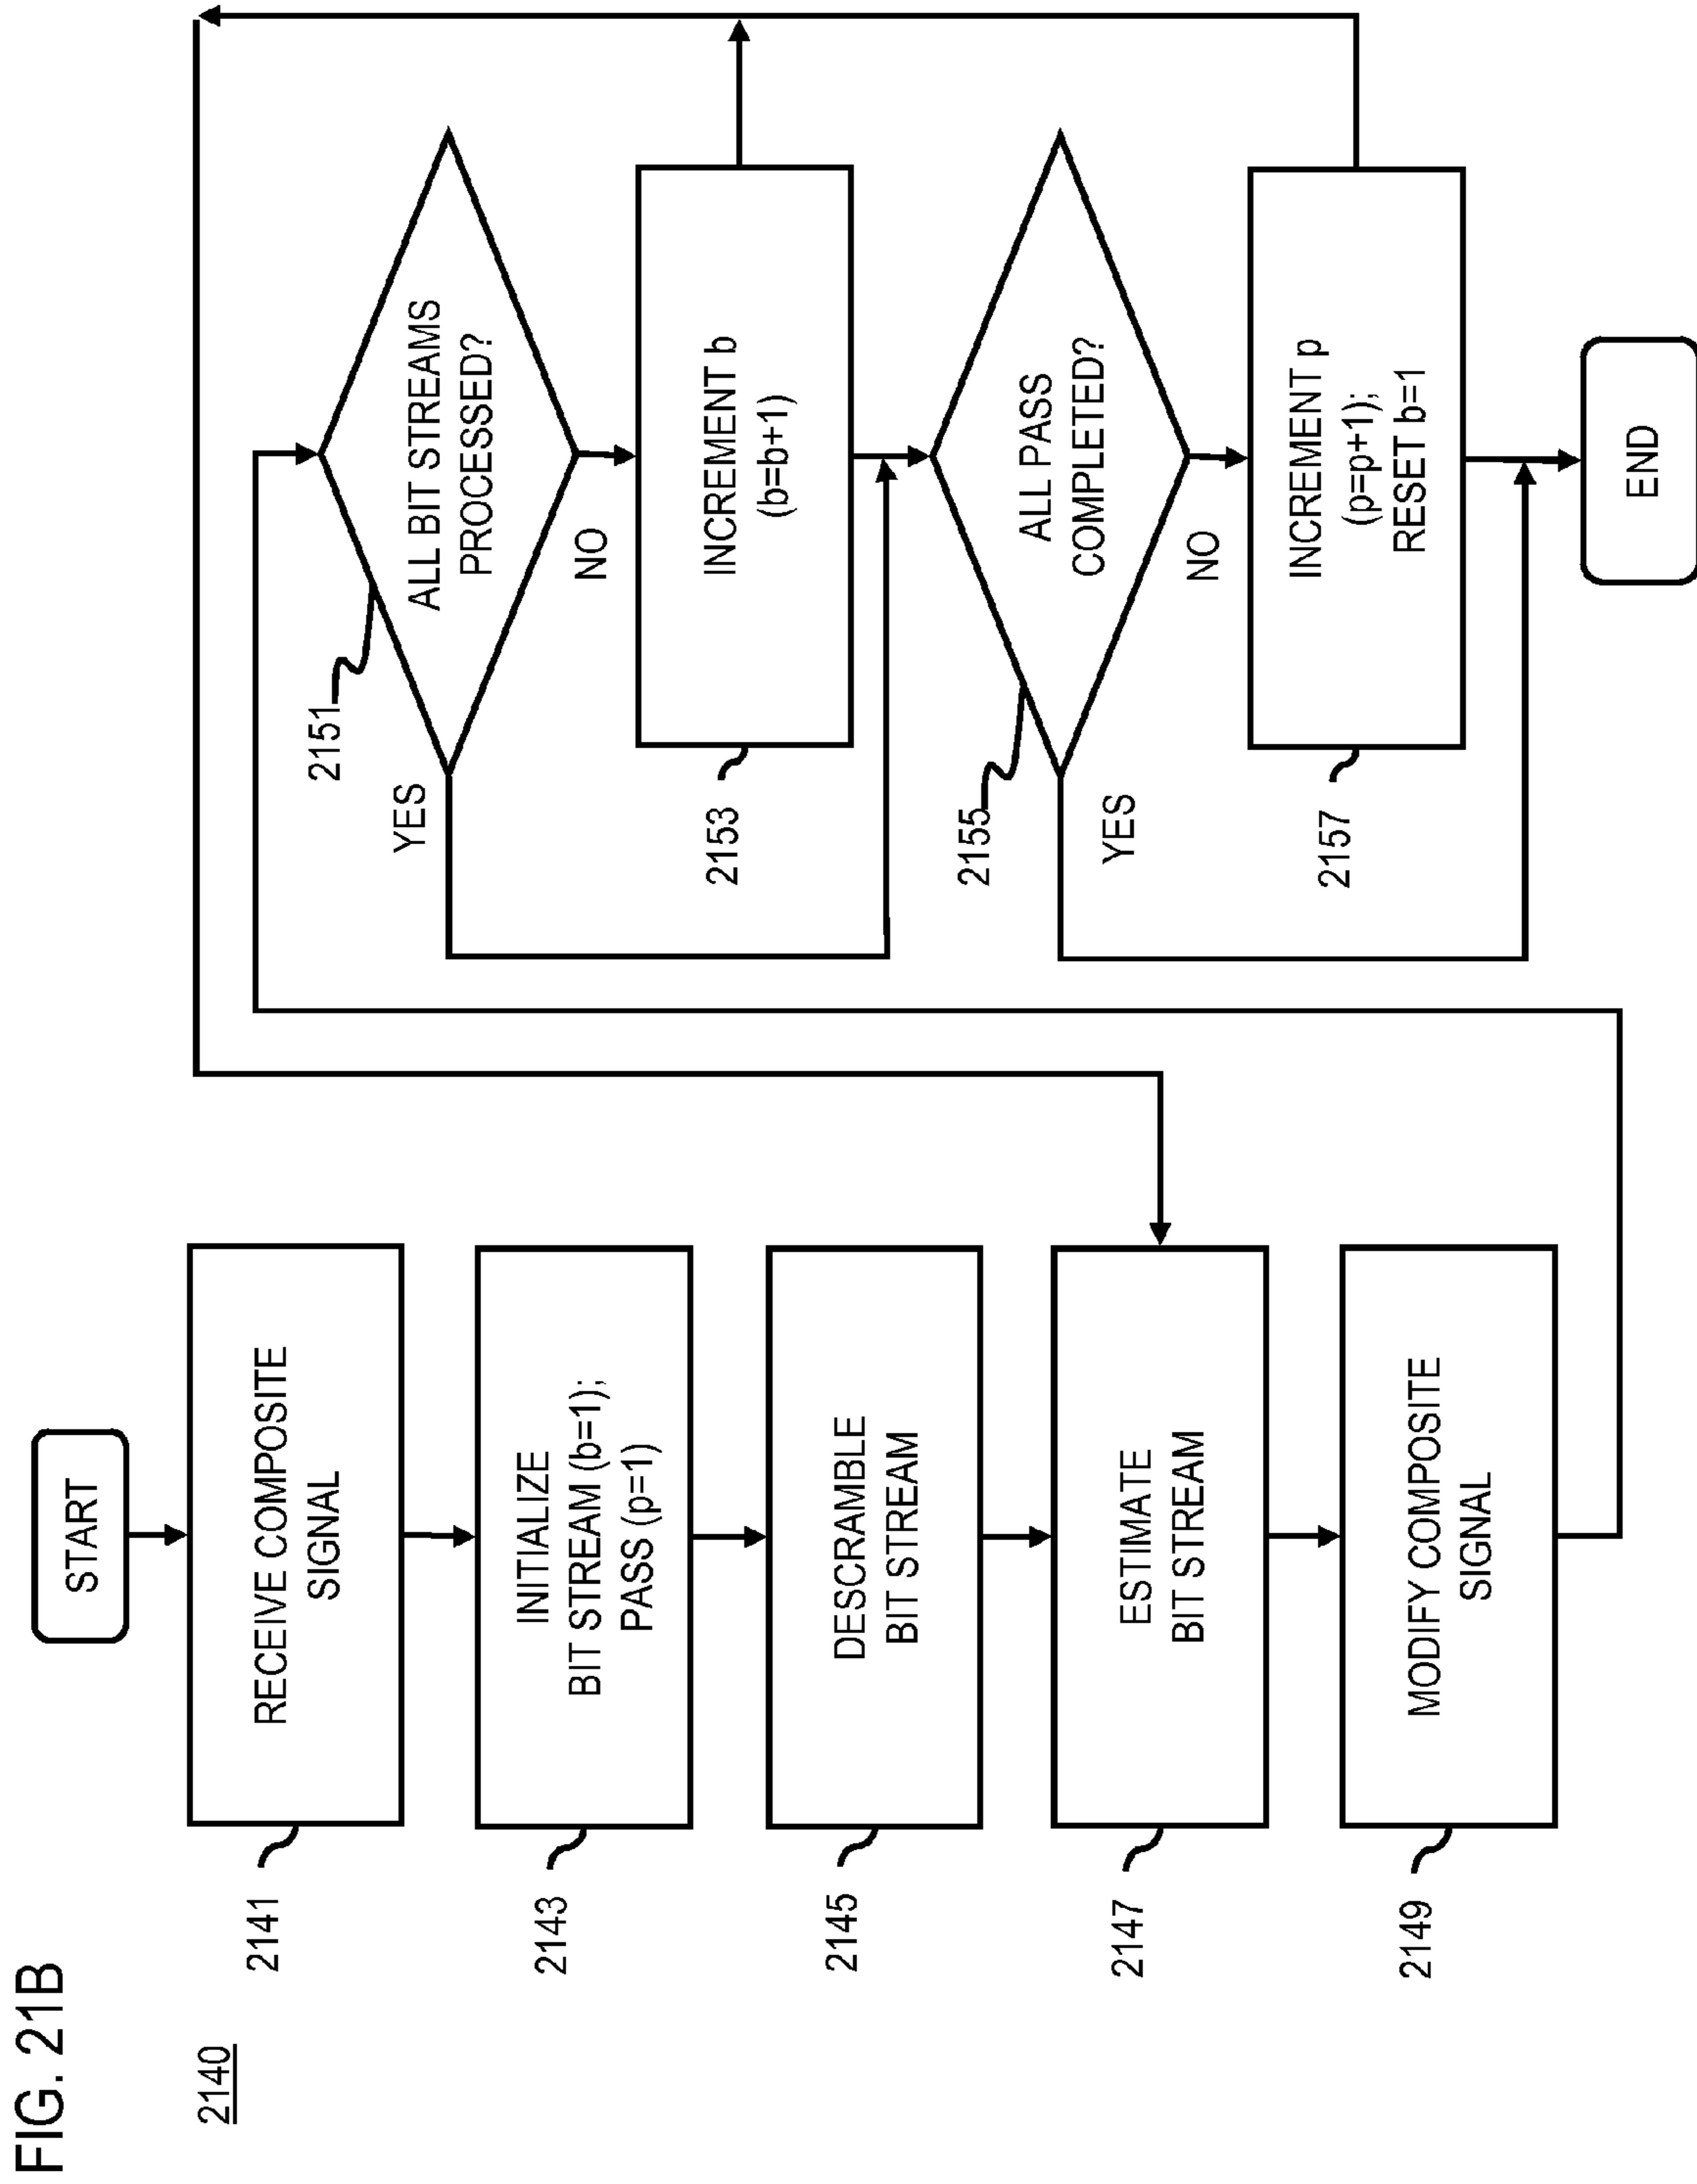 FIG. 21B
2140
START
2141
RECEIVE COMPOSITE
SIGNAL
2143
INITIALIZE
BIT STREAM (b=1);
PASS (p=1)
2145
DESCRAMBLE
BIT STREAM
2147
ESTIMATE
BIT STREAM
2149
MODIFY COMPOSITE
SIGNAL
2151
ALL BIT STREAMS
PROCESSED?
YES
NO
2153
INCREMENT b
(b=b+1)
2155
ALL PASS
COMPLETED?
YES
NO
2157
INCREMENT p
(p=p+1);
RESET b=1
END